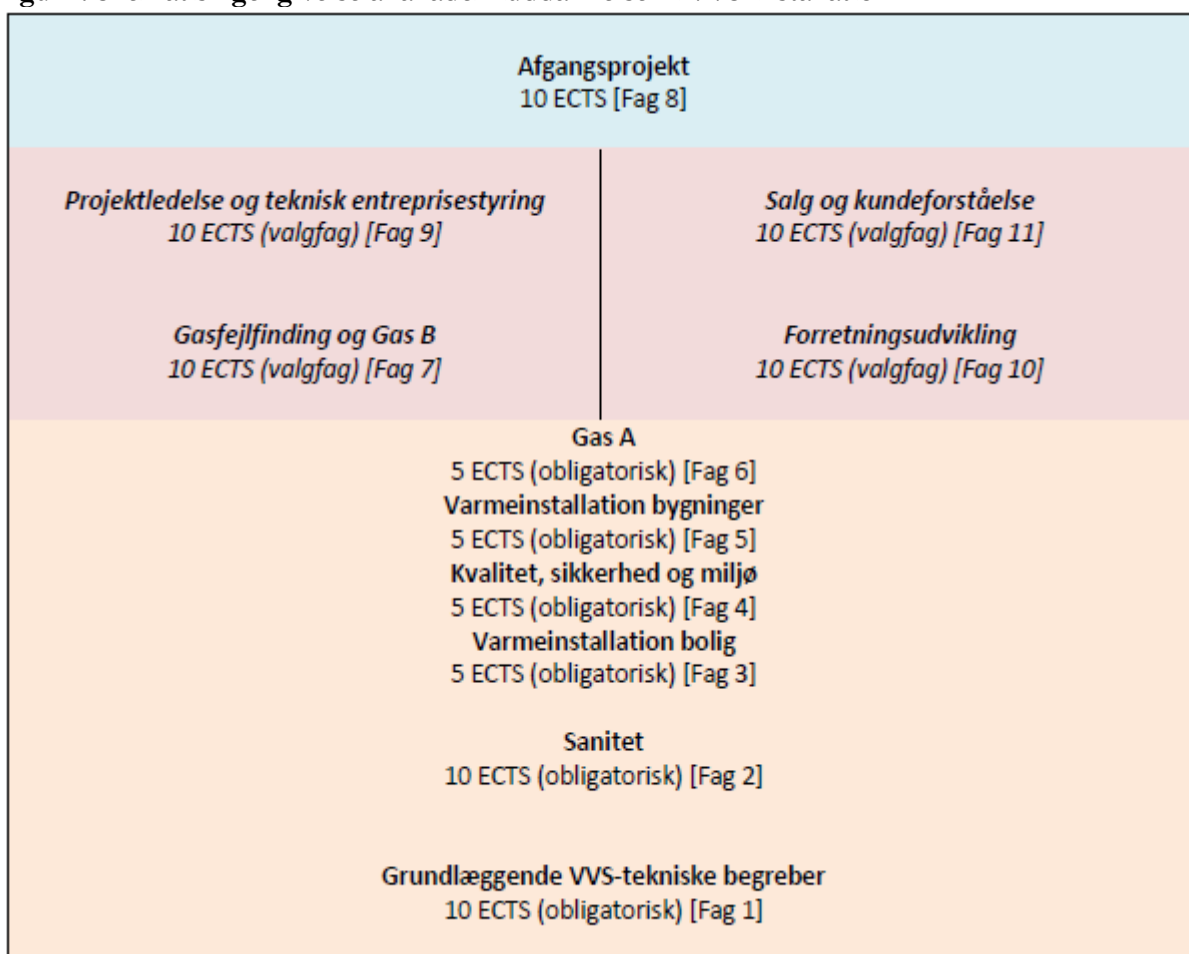 Afgangsprojekt
10 ECTS [Fag 8]
Projektledelse og teknisk entreprisestyring
10 ECTS (valgfag) [Fag 9]
Gasfejlfinding og Gas B
10 ECTS (valgfag) [Fag 7]
Salg og kundeforståelse
10 ECTS (valgfag) [Fag 11]
Forretningsudvikling
10 ECTS (valgfag) [Fag 10]
Gas A
5 ECTS (obligatorisk) [Fag 6]
Varmeinstallation bygninger
5 ECTS (obligatorisk) [Fag 5]
Kvalitet, sikkerhed og miljø
5 ECTS (obligatorisk) [Fag 4]
Varmeinstallation bolig
5 ECTS (obligatorisk) [Fag 3]
Sanitet
10 ECTS (obligatorisk) [Fag 2]
Grundlæggende VVS-tekniske begreber
10 ECTS (obligatorisk) [Fag 1]